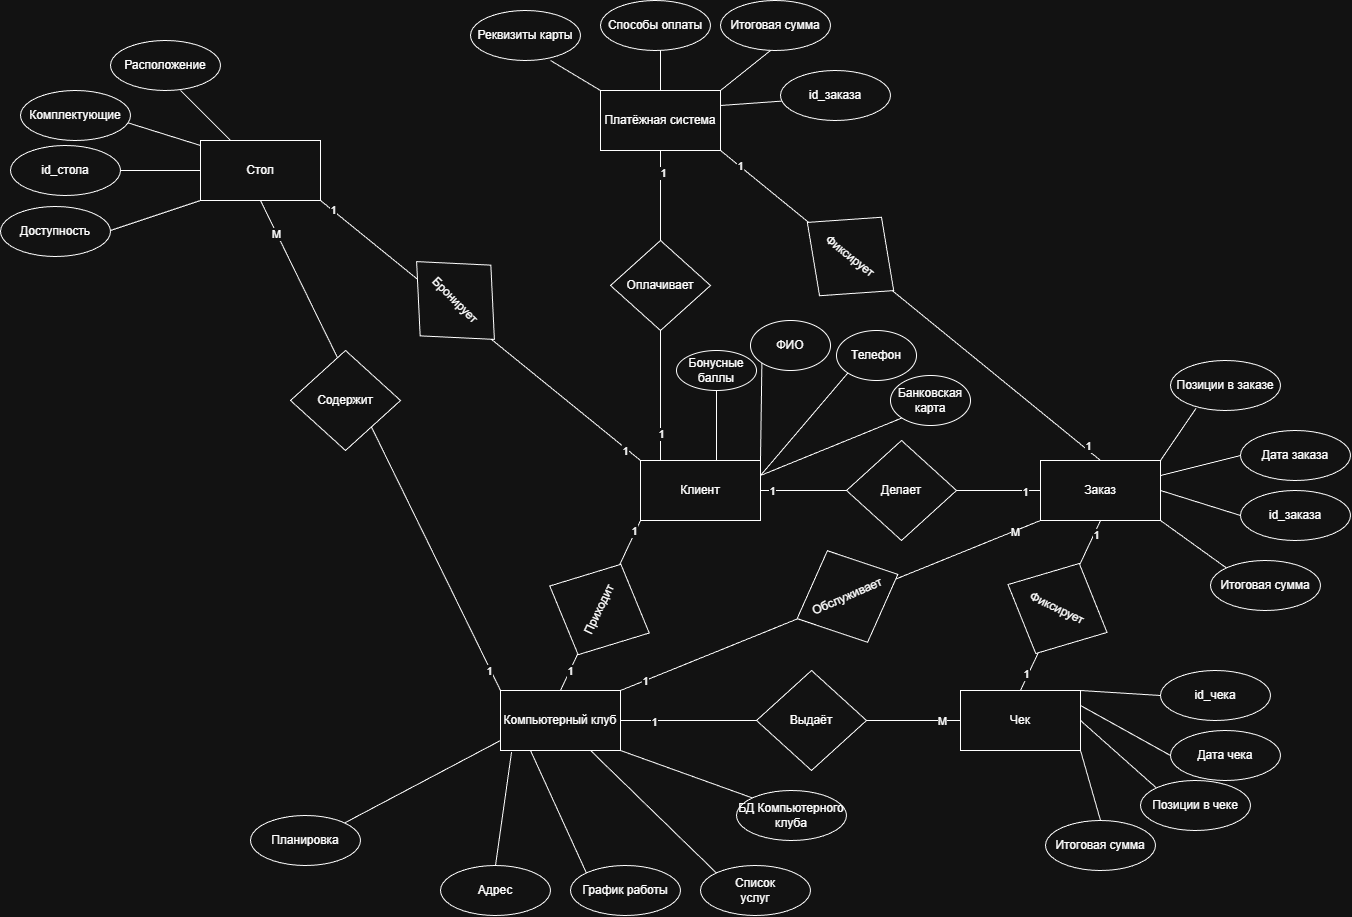 Реквизиты карты
Способы оплаты
Итоговая сумма
id_заказа
Платёжная система
Расположение
Комплектующие
id_стола
Доступность
Стол
1
1
M
1
Фиксирует
Бронирует
Оплачивает
Содержит
Бонусные
баллы
ФИО
Телефон
Банковская
карта
1
1
1
Клиент
1
Делает
1
Заказ
Позиции в заказе
Дата заказа
id_заказа
Итоговая сумма
1
M
1
Приходит
Обслуживает
Фиксирует
1
1
1
1
Компьютерный клуб
1
Выдаёт
M
Чек
id_чека
Дата чека
Позиции в чеке
Итоговая сумма
БД Компьютерного
клуба
Планировка
Адрес
График работы
Список
услуг